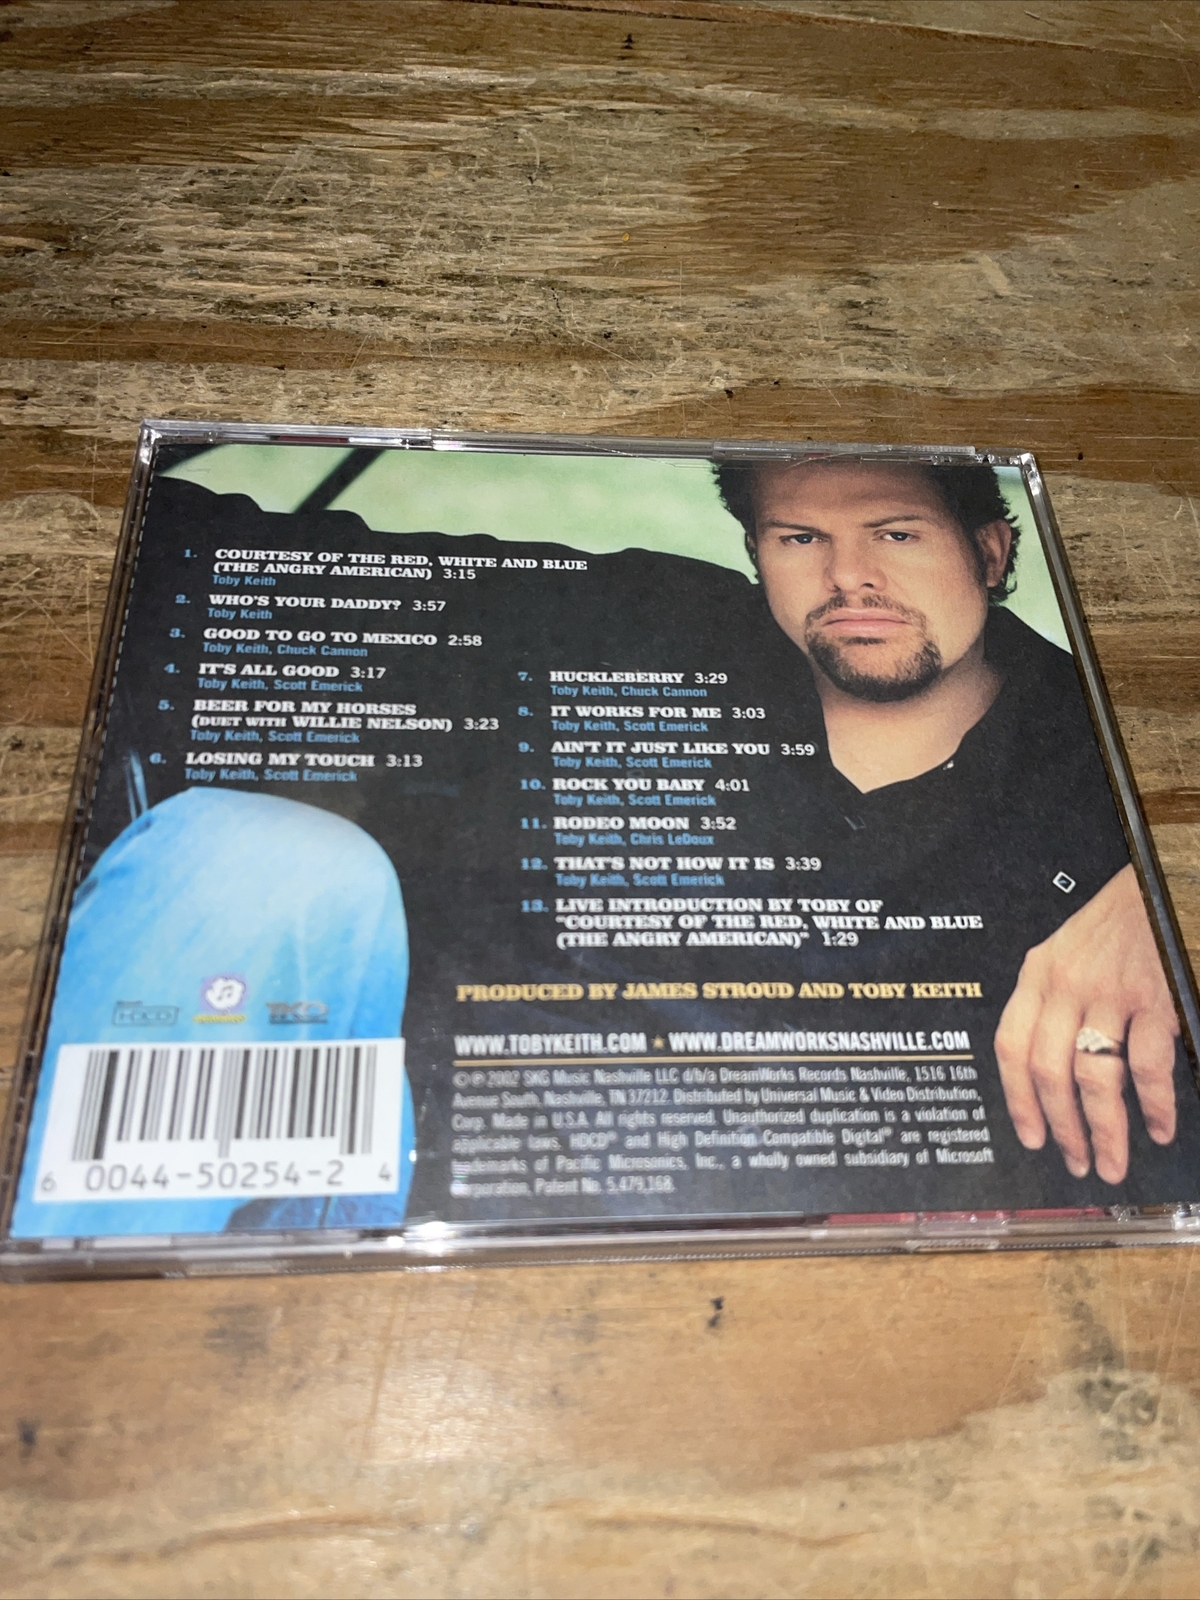 1. COURTESY OF THE RED, WHITE AND BLUE
(THE ANGRY AMERICAN) 3:15
Toby Keith
2. WHO'S YOUR DADDY? 3:57
Toby Keith
3. GOOD TO GO TO MEXICO 2:58
Toby Keith, Chuck Cannon
4. IT'S ALL GOOD 3:17
Toby Keith, Scott Emerick
5. BEER FOR MY HORSES
(DUET WITH WILLIE NELSON) 3:23
Toby Keith, Scott Emerick
6. LOSING MY TOUCH 3:13
Toby Keith, Scott Emerick
7. HUCKLEBERRY 3:29
Toby Keith, Chuck Cannon
8. IT WORKS FOR ME 3:03
Toby Keith, Scott Emerick
9. AIN'T IT JUST LIKE YOU 3:59
Toby Keith, Scott Emerick
10. ROCK YOU BABY 4:01
Toby Keith, Scott Emerick
11. RODEO MOON 3:52
Toby Keith, Chris LeDoux
12. THAT'S NOT HOW IT IS 3:39
Toby Keith, Scott Emerick
13. LIVE INTRODUCTION BY TOBY OF
"COURTESY OF THE RED, WHITE AND BLUE
(THE ANGRY AMERICAN)" 1:29
PRODUCED BY JAMES STROUD AND TOBY KEITH
WWW.TOBYKEITH.COM ★ WWW.DREAMWORKSNASHVILLE.COM
©℗ 2002 SKG Music Nashville LLC d/b/a DreamWorks Records Nashville, 1516 16th
Avenue South, Nashville, TN 37212. Distributed by Universal Music & Video Distribution,
Corp. Made in U.S.A. All rights reserved. Unauthorized duplication is a violation of
applicable laws. HDCD® and High Definition Compatible Digital® are registered
trademarks of Pacific Microsonics, Inc., a wholly owned subsidiary of Microsoft
Corporation, Patent No. 5,479,168.
HDCD
6 0044-50254-2 4